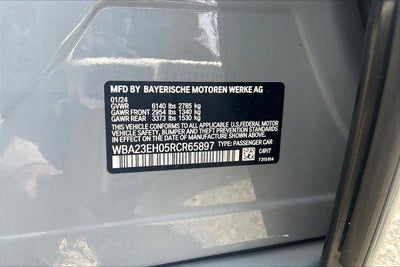 MFD BY BAYERISCHE MOTOREN WERKE AG
01/24
GVWR 6140 lbs 2785 kg
GAWR FRONT 2954 lbs 1340 kg
GAWR REAR 3373 lbs 1530 kg
THIS VEHICLE CONFORMS TO ALL APPLICABLE U.S.FEDERAL MOTOR
VEHICLE SAFETY, BUMPER AND THEFT PREVENTION STANDARDS
IN EFFECT ON THE DATE OF MANUFACTURE SHOWN ABOVE.
WBA23EH05RCR65897 TYPE: PASSENGER CAR
C4PY7